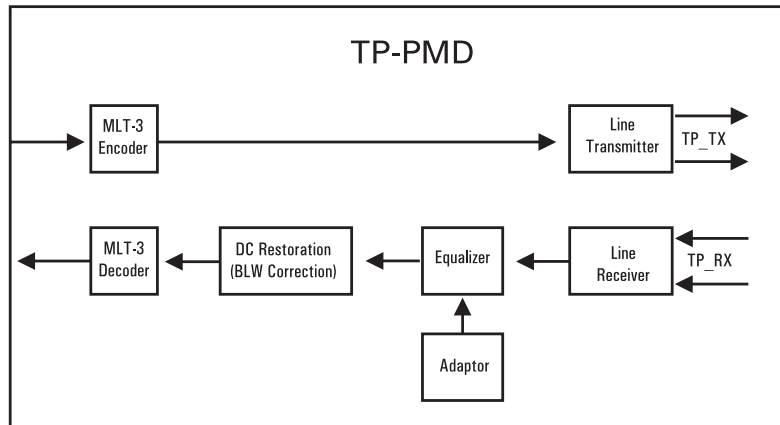 TP-PMD
MLT-3
Encoder
Line
Transmitter
TP_TX
MLT-3
Decoder
DC Restoration
(BLW Correction)
Equalizer
Line
Receiver
TP_RX
Adaptor